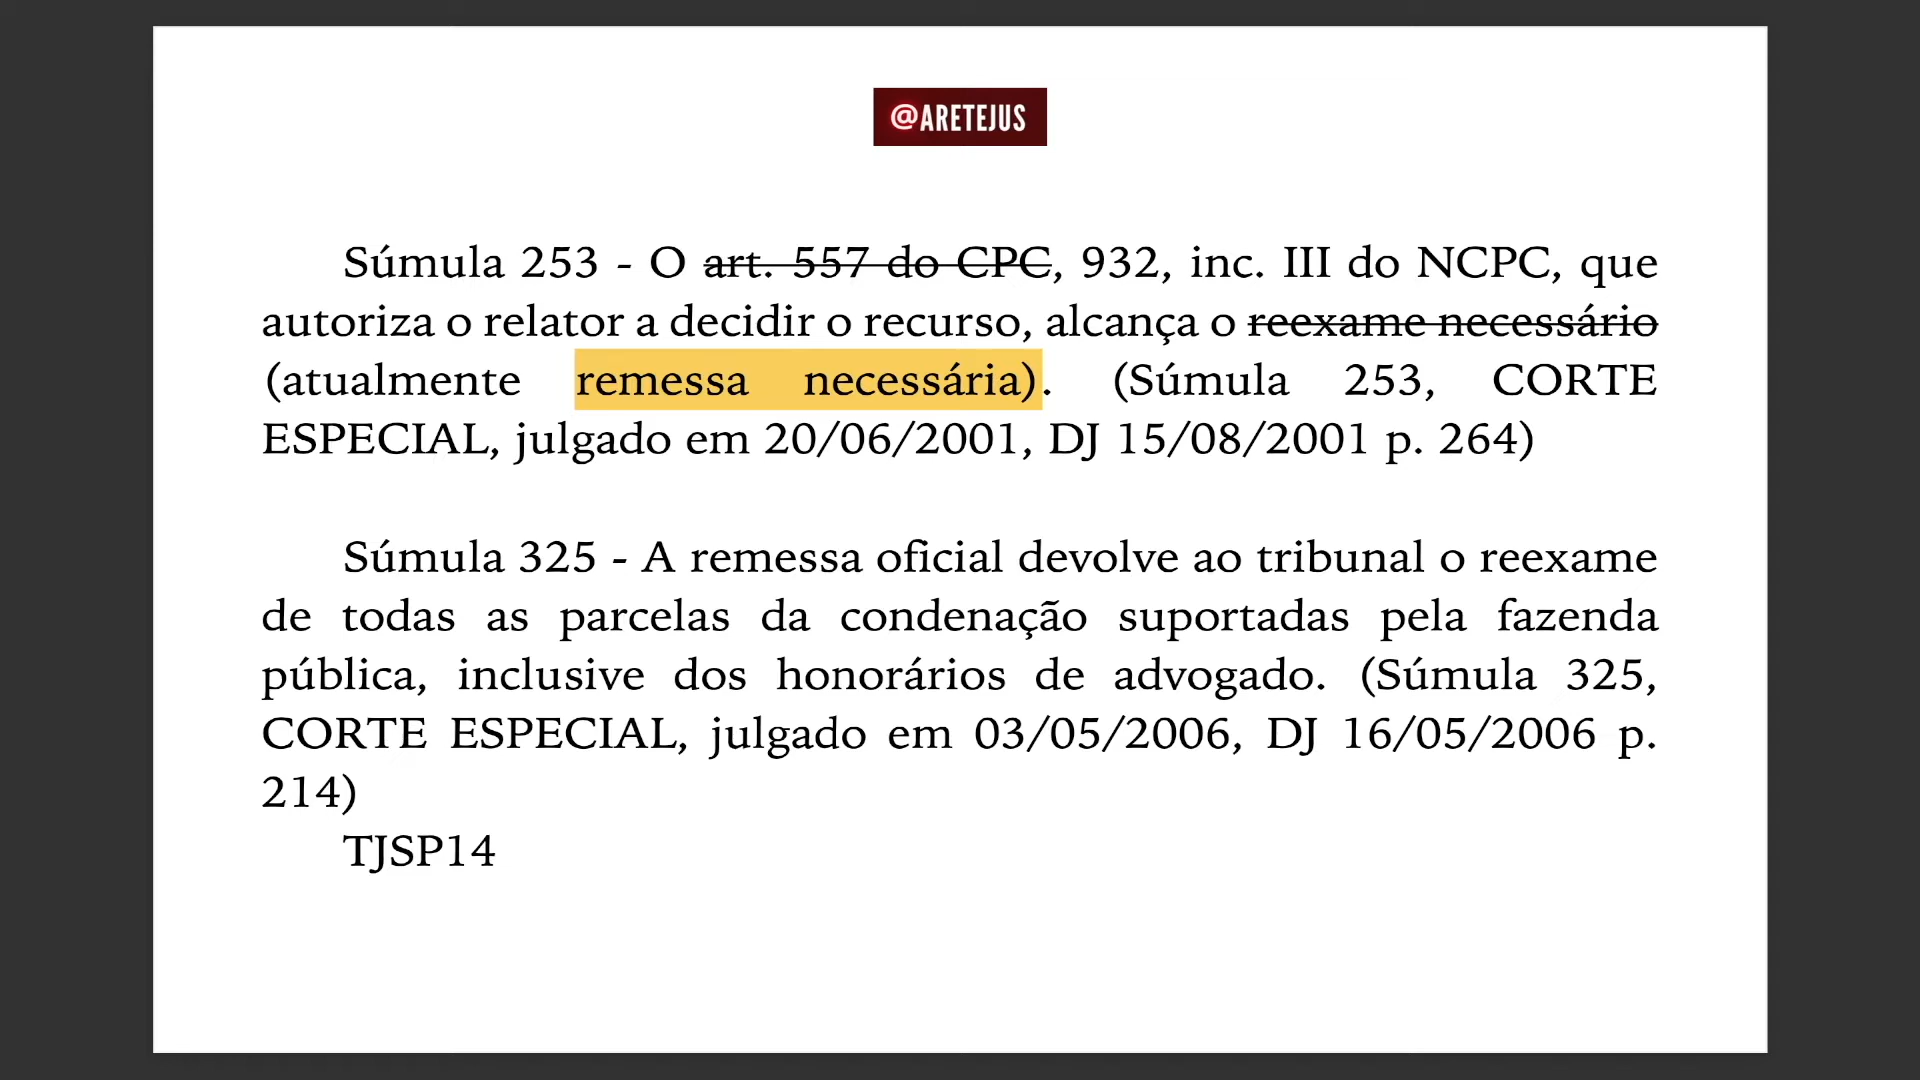 @ARETEJUS
Súmula 253 - O art. 557 do CPC, 932, inc. III do NCPC, que
autoriza o relator a decidir o recurso, alcança o reexame necessário
(atualmente remessa necessária). (Súmula 253, CORTE
ESPECIAL, julgado em 20/06/2001, DJ 15/08/2001 p. 264)
Súmula 325 - A remessa oficial devolve ao tribunal o reexame
de todas as parcelas da condenação suportadas pela fazenda
pública, inclusive dos honorários de advogado. (Súmula 325,
CORTE ESPECIAL, julgado em 03/05/2006, DJ 16/05/2006 p.
214)
TJSP14